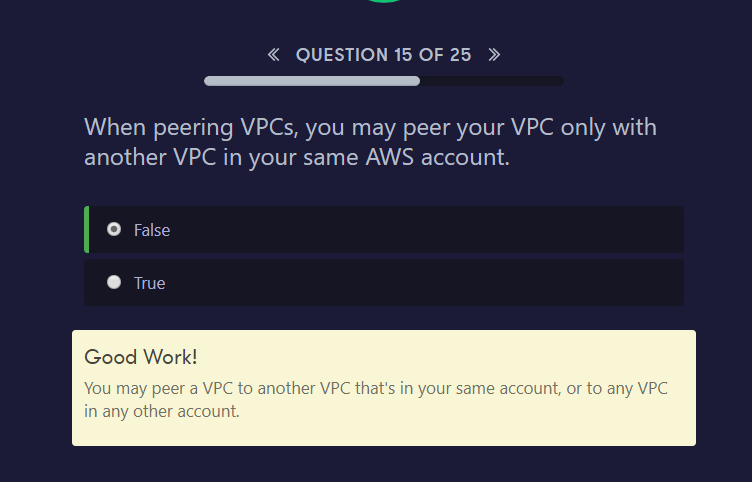 QUESTION 15 OF 25
When peering VPCs, you may peer your VPC only with
another VPC in your same AWS account.
False
True
Good Work!
You may peer a VPC to another VPC that's in your same account, or to any VPC
in any other account.